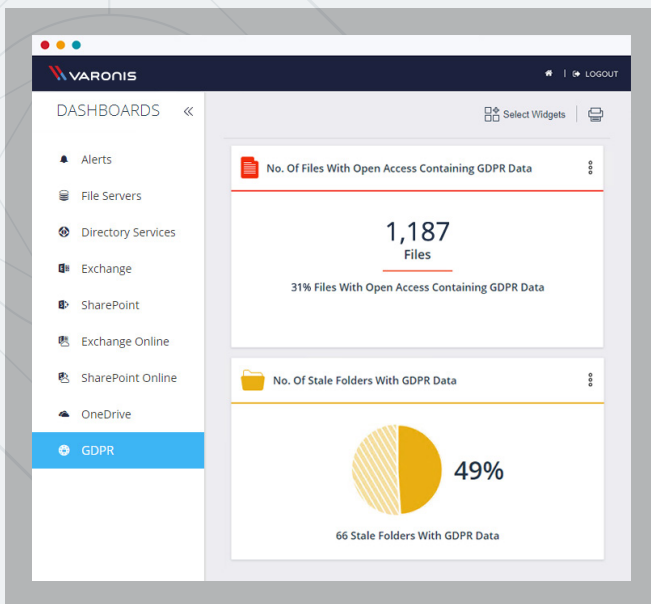 VARONIS
LOGOUT
DASHBOARDS «
Select Widgets
Alerts
File Servers
Directory Services
Exchange
SharePoint
Exchange Online
SharePoint Online
OneDrive
GDPR
No. Of Files With Open Access Containing GDPR Data
1,187
Files
31% Files With Open Access Containing GDPR Data
No. Of Stale Folders With GDPR Data
49%
66 Stale Folders With GDPR Data